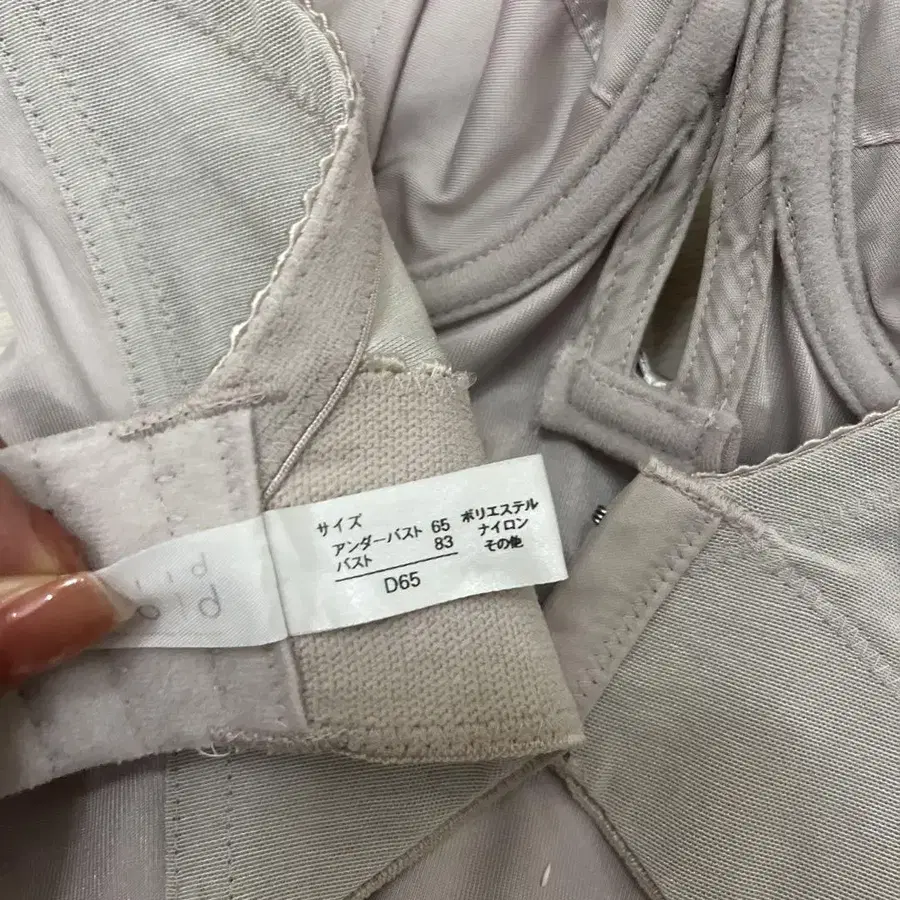 サイズ
アンダーバスト 65
バスト 83
D65
ポリエステル
ナイロン
その他